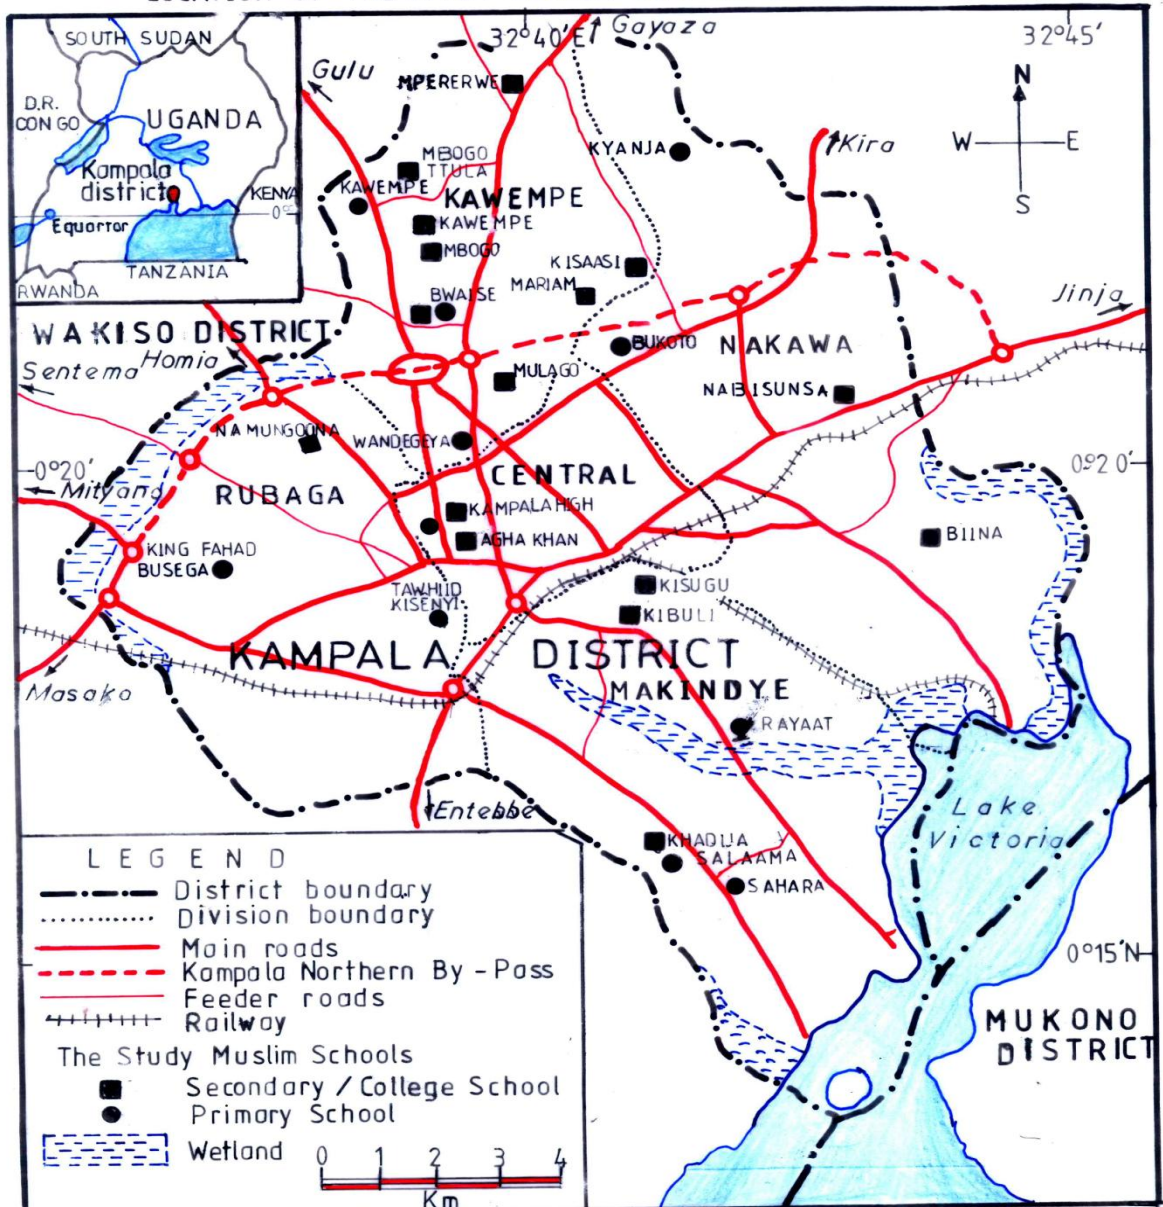 32°40'E
Gayaza
32°45'
SOUTH SUDAN
D.R.
CONGO
UGANDA
Kampala
district
KENYA
0°
Equartor
TANZANIA
RWANDA
Gulu
MPERERWE
N
W
E
S
Kira
KYANJA
MBOGO
TTULA
KAWEMPE
KAWEMPE
KAWEMPE
MBOGO
KISAASI
MARIAM
BWAISE
Jinja
WAKISO DISTRICT
Homia
Sentema
BUKOTO
NAKAWA
MULAGO
NABISUNSA
NAMUNGOONA
WANDEGEYA
0°20'
CENTRAL
0°20'
Mityand
RUBAGA
KAMPALA HIGH
AGHA KHAN
BIINA
KING FAHAD
BUSEGA
TAWHIID
KISENYI
KISUGU
KIBULI
KAMPALA DISTRICT
MAKINDYE
Masaka
RAYAAT
Entebbe
Lake
Victoria
KHADIJA
SALAAMA
SAHARA
0°15'N
MUKONO
DISTRICT
LEGEND
District boundary
Division boundary
Main roads
Kampala Northern By-Pass
Feeder roads
Railway
The Study Muslim Schools
Secondary / College School
Primary School
Wetland
0 1 2 3 4
Km